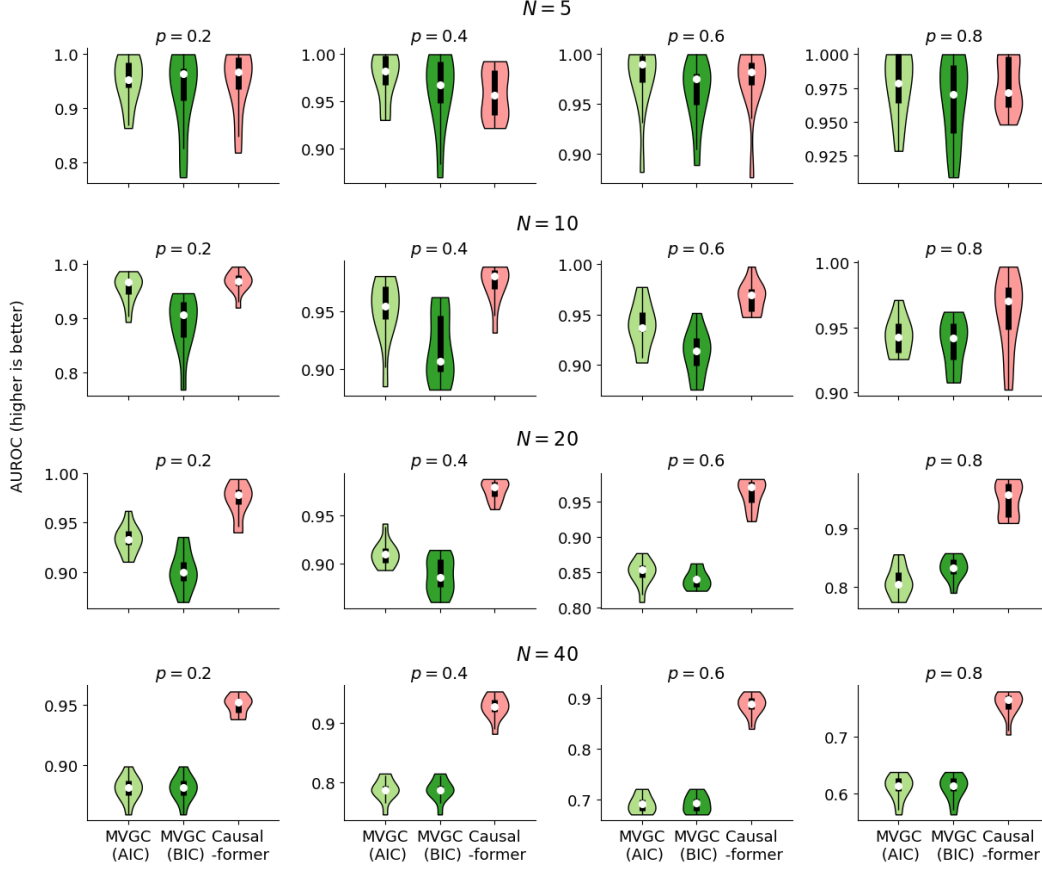 N = 5
p = 0.2
p = 0.4
p = 0.6
p = 0.8
1.0
0.9
0.8
1.00
0.95
0.90
1.00
0.95
0.90
1.000
0.975
0.950
0.925
N = 10
p = 0.2
p = 0.4
p = 0.6
p = 0.8
1.0
0.9
0.8
0.95
0.90
1.00
0.95
0.90
1.00
0.95
0.90
AUROC (higher is better)
N = 20
p = 0.2
p = 0.4
p = 0.6
p = 0.8
1.00
0.95
0.90
0.95
0.90
0.95
0.90
0.85
0.80
0.9
0.8
N = 40
p = 0.2
p = 0.4
p = 0.6
p = 0.8
0.95
0.90
0.9
0.8
0.9
0.8
0.7
0.7
0.6
MVGC
(AIC)
MVGC
(BIC)
Causal
-former
MVGC
(AIC)
MVGC
(BIC)
Causal
-former
MVGC
(AIC)
MVGC
(BIC)
Causal
-former
MVGC
(AIC)
MVGC
(BIC)
Causal
-former